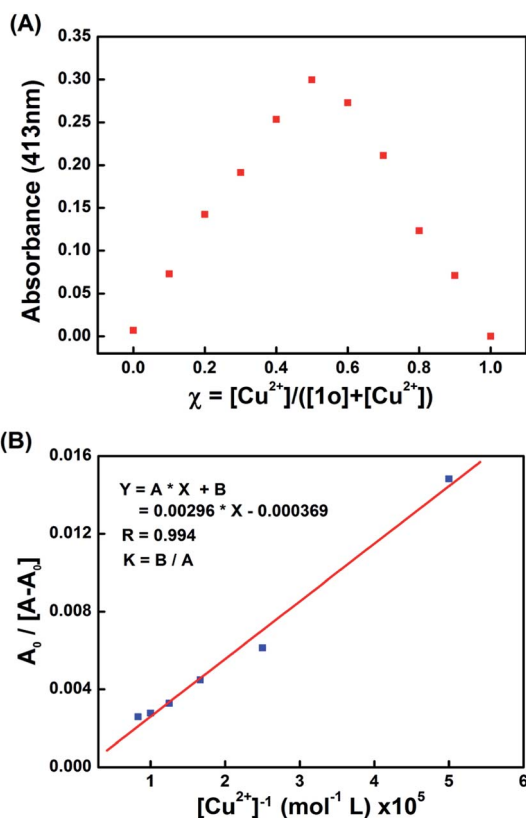 (A)
0.35
0.30
0.25
0.20
0.15
0.10
0.05
0.00
Absorbance (413nm)
0.0 0.2 0.4 0.6 0.8 1.0
χ = [Cu²⁺]/([1o]+[Cu²⁺])
(B)
0.016
0.012
0.008
0.004
0.000
A₀ / [A-A₀]
Y = A * X + B
= 0.00296 * X - 0.000369
R = 0.994
K = B / A
1 2 3 4 5 6
[Cu²⁺]⁻¹ (mol⁻¹ L) x10⁵